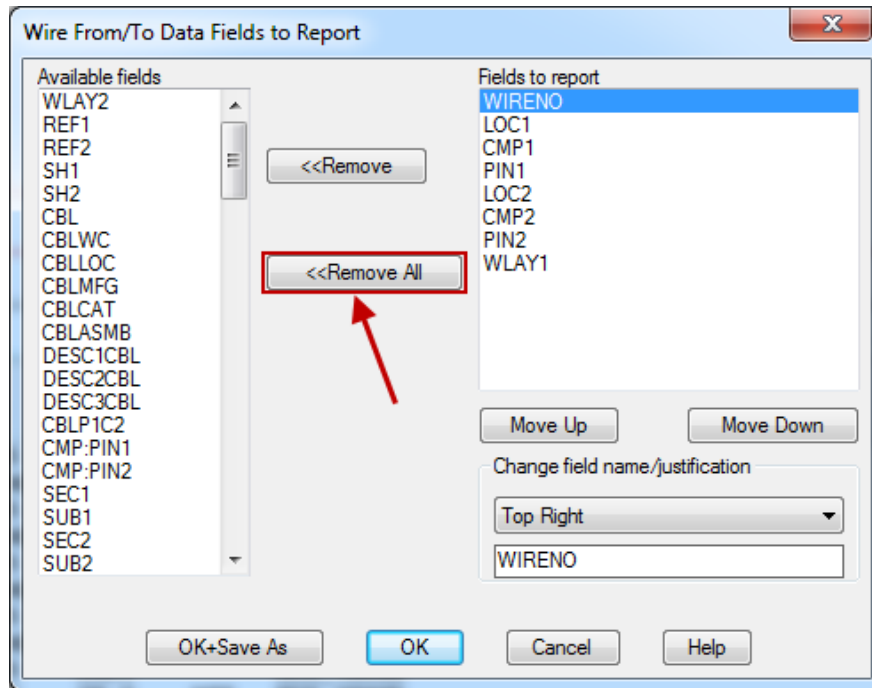 Wire From/To Data Fields to Report
X
Available fields
WLAY2
REF1
REF2
SH1
SH2
CBL
CBLWC
CBLLOC
CBLMFG
CBLCAT
CBLASMB
DESC1CBL
DESC2CBL
DESC3CBL
CBLP1C2
CMP:PIN1
CMP:PIN2
SEC1
SUB1
SEC2
SUB2
<<Remove
<<Remove All
Fields to report
WIRENO
LOC1
CMP1
PIN1
LOC2
CMP2
PIN2
WLAY1
Move Up
Move Down
Change field name/justification
Top Right
WIRENO
OK+Save As
OK
Cancel
Help